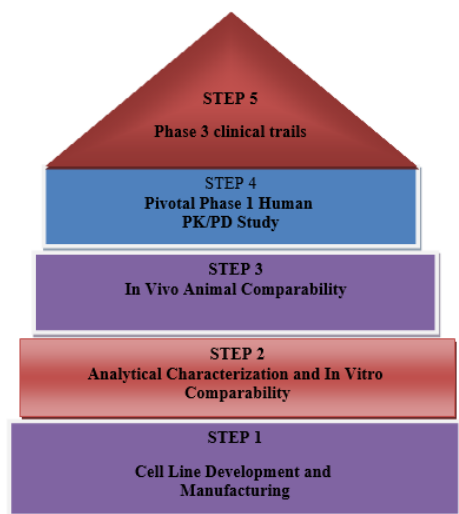 STEP 5
Phase 3 clinical trails
STEP 4
Pivotal Phase 1 Human
PK/PD Study
STEP 3
In Vivo Animal Comparability
STEP 2
Analytical Characterization and In Vitro
Comparability
STEP 1
Cell Line Development and
Manufacturing